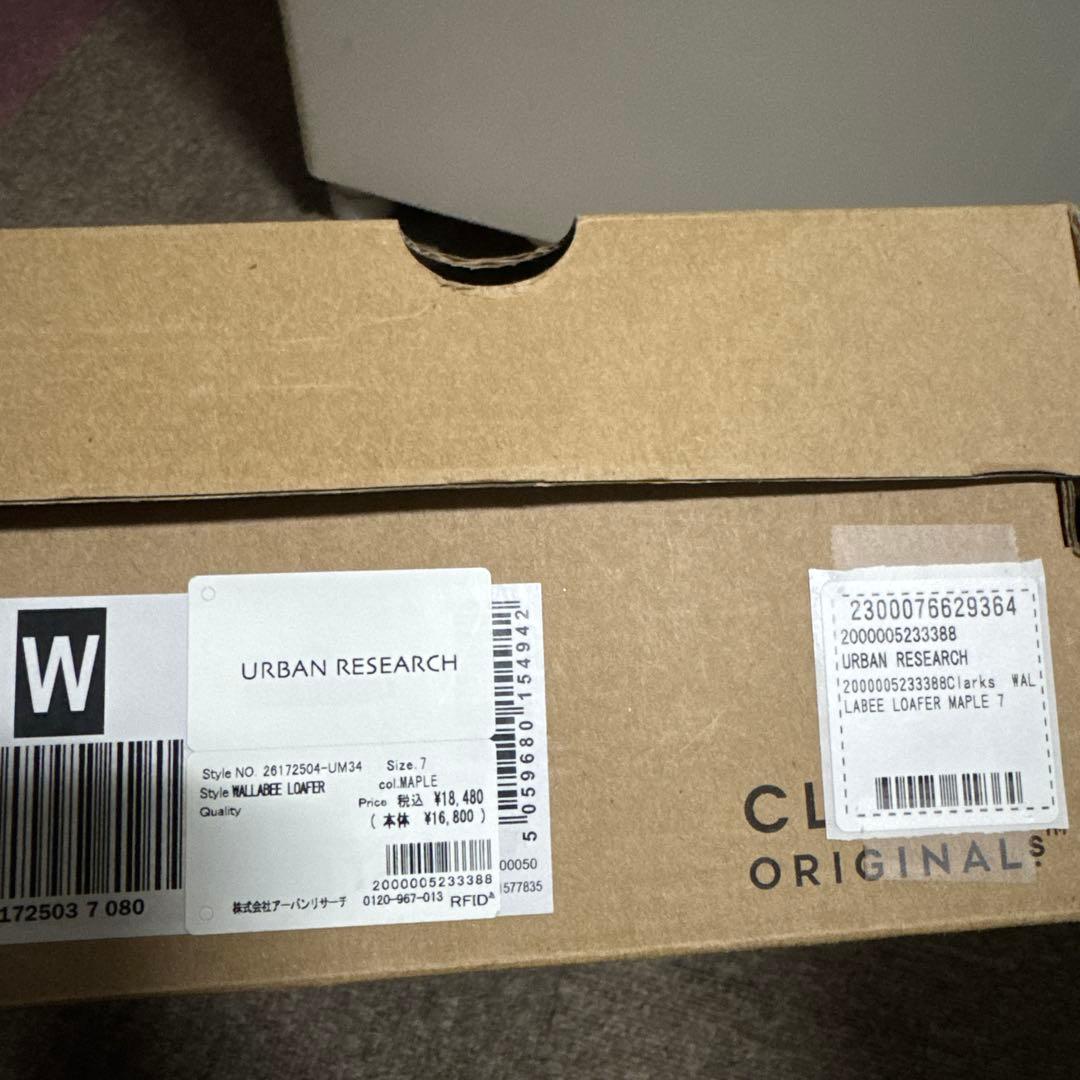 W
172503 7 080
URBAN RESEARCH
Style NO. 26172504-UM34 Size. 7
Style WALLABEE LOAFER col.MAPLE
Quality Price 税込 ¥18,480
( 本体 ¥16,800 )
2000005233388
株式会社アーバンリサーチ 0120-967-013 RFID
5 059680 154942
00050
1577835
2300076629364
2000005233388
URBAN RESEARCH
2000005233388Clarks WAL
LABEE LOAFER MAPLE 7
CL
ORIGINALS.™